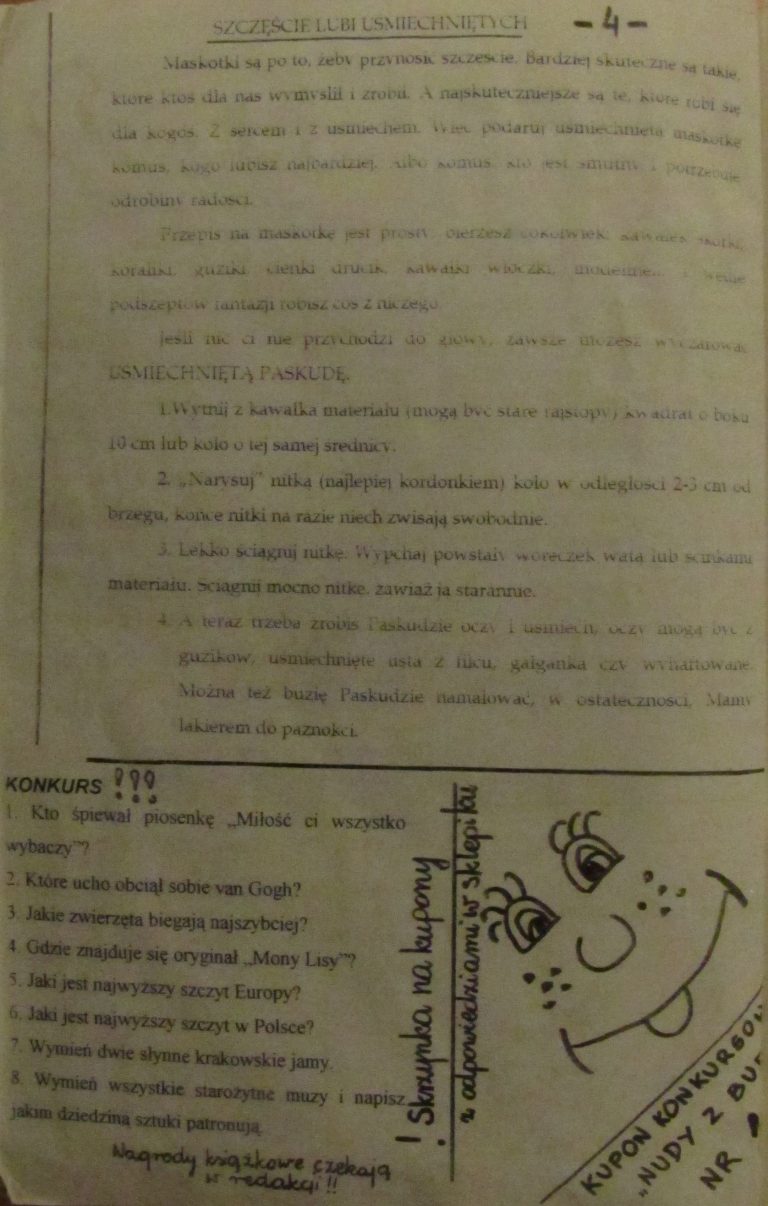 SZCZĘŚCIE LUBI UŚMIECHNIĘTYCH
- 4 -
Maskotki są po to, żeby przynosić szczęście. Bardziej skuteczne są takie,
które ktoś dla nas wymyślił i zrobił. A najskuteczniejsze są te, które robi się
dla kogoś. Z sercem i z uśmiechem. Więc podaruj uśmiechniętą maskotkę
komuś, kogo lubisz najbardziej. Albo komuś, kto jest smutny i potrzebuje
odrobiny radości.
Przepis na maskotkę jest prosty: bierzesz cokolwiek: kawałek
koraliki, guziki, cienki drucik, kawałki włóczki, i wedle
podszeptów fantazji robisz coś z niczego.
Jeśli nic ci nie przychodzi do głowy, zawsze możesz wyczarować
UŚMIECHNIĘTĄ PASKUDĘ.
1. Wytnij z kawałka materiału (mogą być stare rajstopy) kwadrat o boku
10 cm lub koło o tej samej średnicy.
2. „Narysuj" nitką (najlepiej kordonkiem) koło w odległości 2-3 cm od
brzegu, końce nitki na razie niech zwisają swobodnie.
3. Lekko ściągnij nitkę. Wypchaj powstały woreczek watą lub ścinkami
materiału. Ściągnij mocno nitkę, zawiąż ją starannie.
4. A teraz trzeba zrobiś Paskudzie oczy i uśmiech, oczy mogą być z
guzików, uśmiechnięte usta z filcu, gałganka czy wyhaftowane.
Można też buzię Paskudzie namalować, w ostateczności, Mamy
lakierem do paznokci.
KONKURS !??
1. Kto śpiewał piosenkę „Miłość ci wszystko
wybaczy"?
2. Które ucho obciął sobie van Gogh?
3. Jakie zwierzęta biegają najszybciej?
4. Gdzie znajduje się oryginał „Mony Lisy"?
5. Jaki jest najwyższy szczyt Europy?
6. Jaki jest najwyższy szczyt w Polsce?
7. Wymień dwie słynne krakowskie jamy.
8. Wymień wszystkie starożytne muzy i napisz,
jakim dziedziną sztuki patronują.
Nagrody książkowe czekają
w redakcji !!
! Skrzynka na kupony
z odpowiedziami w sklepiku
KUPON KONKURSOW
„NUDY Z BU
NR